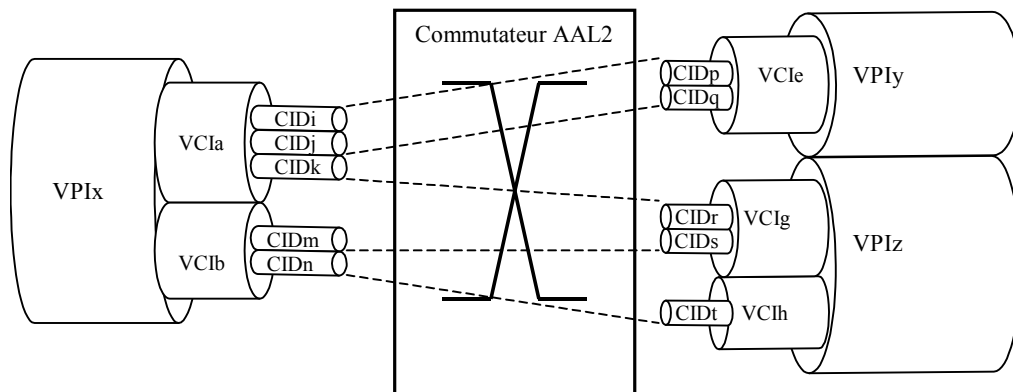 Commutateur AAL2
VPIx
VCIa
CIDi
CIDj
CIDk
VCIb
CIDm
CIDn
CIDp
CIDq
VCIe
VPIy
CIDr
CIDs
VCIg
VPIz
CIDt
VCIh